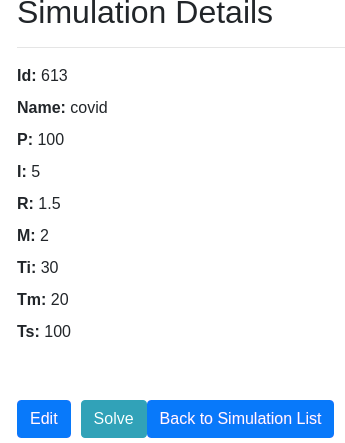 Simulation Details
Id: 613
Name: covid
P: 100
I: 5
R: 1.5
M: 2
Ti: 30
Tm: 20
Ts: 100
Edit Solve Back to Simulation List